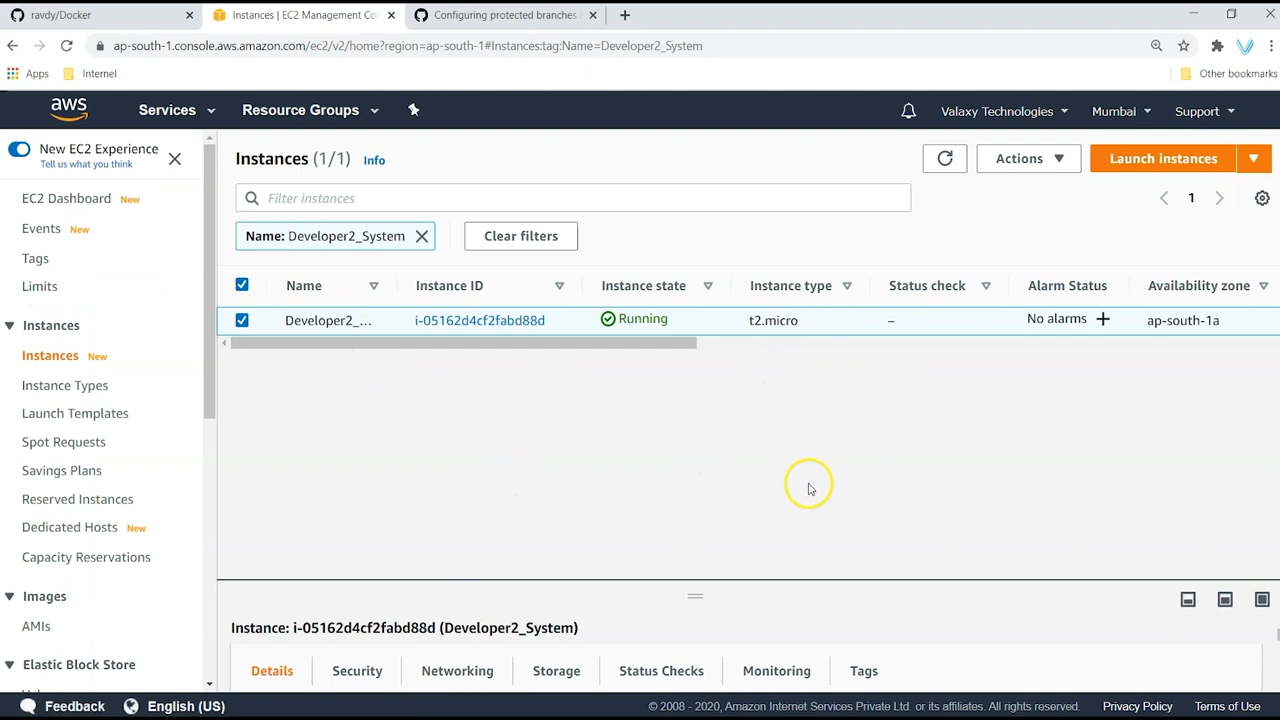 ravdy/Docker
Instances | EC2 Management Co
Configuring protected branches
ap-south-1.console.aws.amazon.com/ec2/v2/home?region=ap-south-1#Instances:tag:Name=Developer2_System
Apps
Internel
Other bookmarks
aws
Services
Resource Groups
Valaxy Technologies
Mumbai
Support
New EC2 Experience
Tell us what you think
Instances (1/1) Info
Actions
Launch instances
Filter instances
1
Name: Developer2_System
Clear filters
EC2 Dashboard New
Events New
Tags
Limits
Instances
Instances New
Instance Types
Launch Templates
Spot Requests
Savings Plans
Reserved Instances
Dedicated Hosts New
Capacity Reservations
Images
AMIs
Elastic Block Store
Name Instance ID Instance state Instance type Status check Alarm Status Availability zone
Developer2_... i-05162d4cf2fabd88d Running t2.micro – No alarms + ap-south-1a
Instance: i-05162d4cf2fabd88d (Developer2_System)
Details Security Networking Storage Status Checks Monitoring Tags
Feedback
English (US)
© 2008 - 2020, Amazon Internet Services Private Ltd. or its affiliates. All rights reserved.
Privacy Policy
Terms of Use